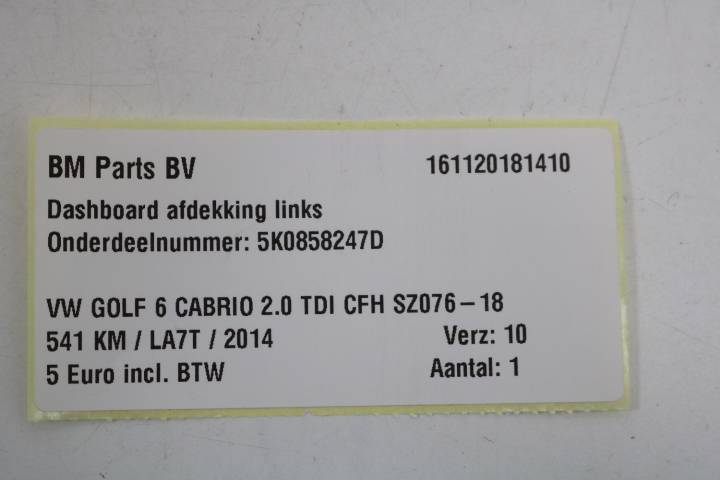 BM Parts BV 161120181410
Dashboard afdekking links
Onderdeelnummer: 5K0858247D
VW GOLF 6 CABRIO 2.0 TDI CFH SZ076-18
541 KM / LA7T / 2014 Verz: 10
5 Euro incl. BTW Aantal: 1